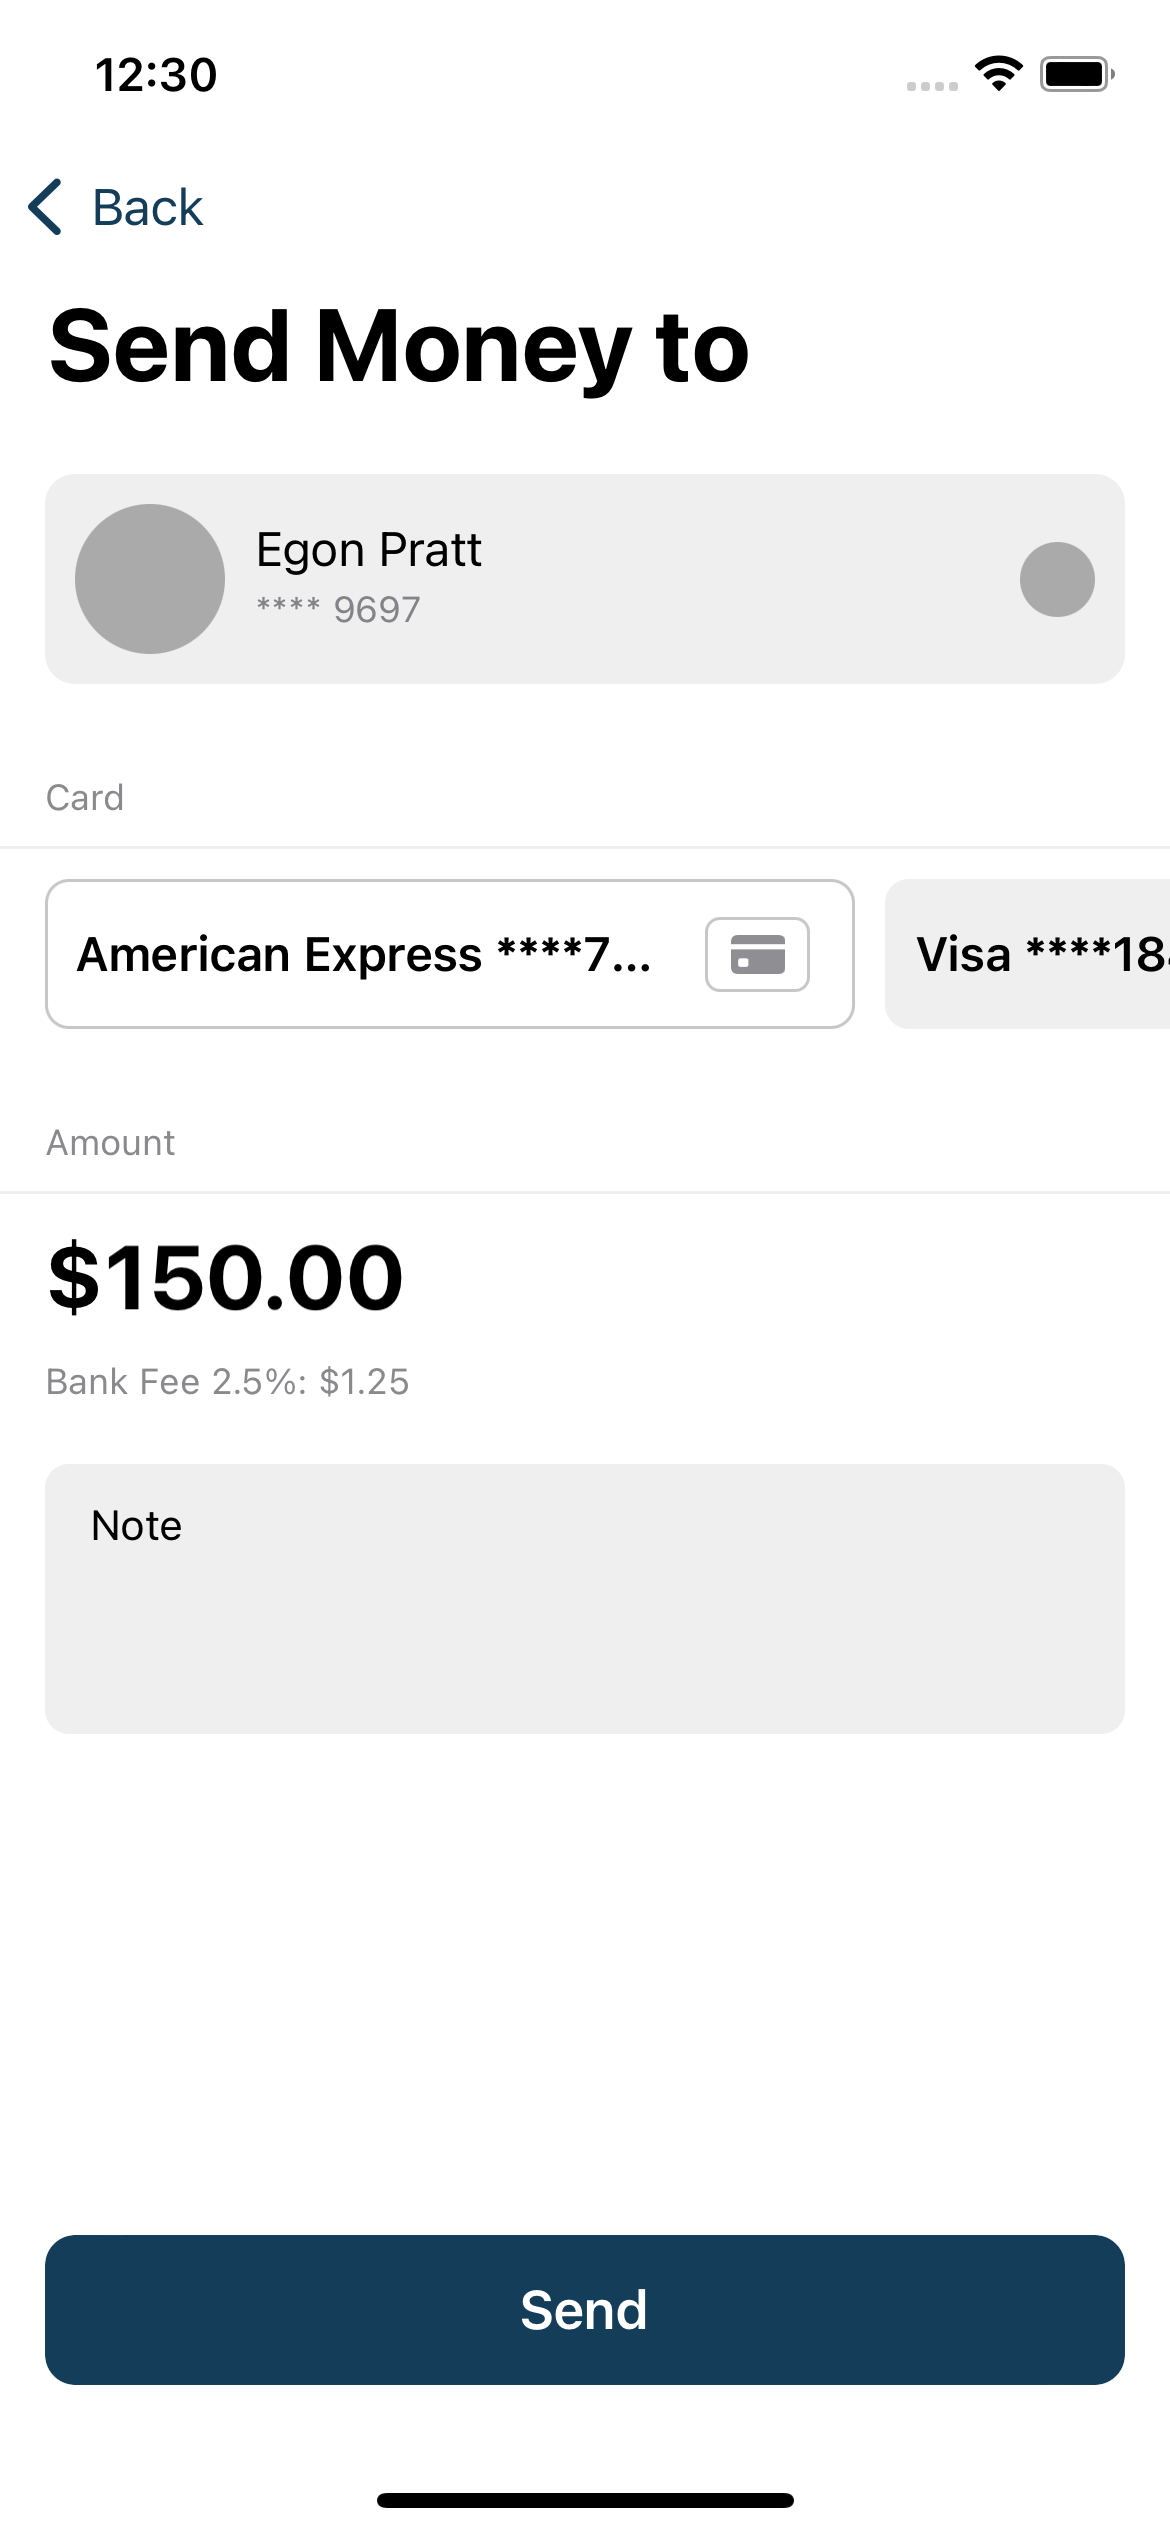 12:30
Back
Send Money to
Egon Pratt
**** 9697
Card
American Express ****7...
Visa ****18
Amount
$150.00
Bank Fee 2.5%: $1.25
Note
Send